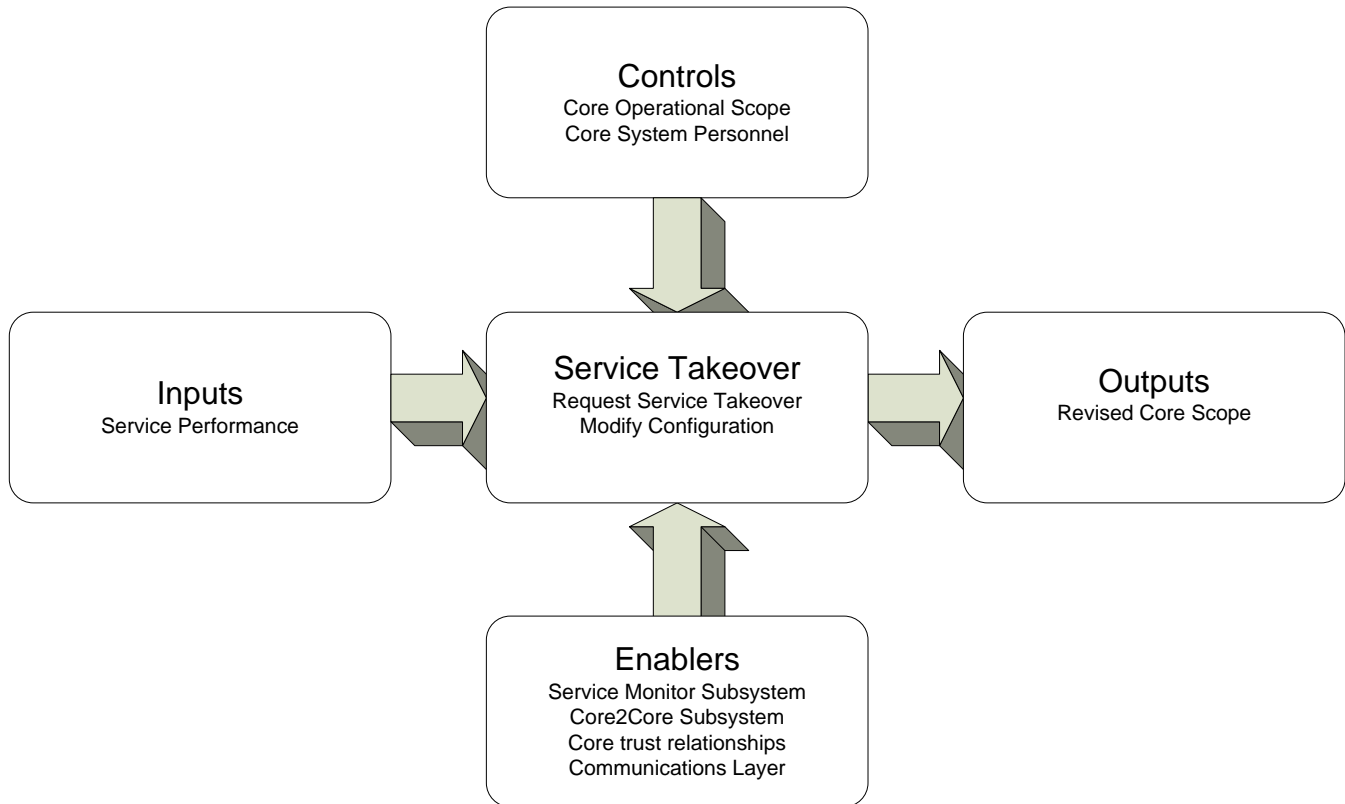 Controls
Core Operational Scope
Core System Personnel
Inputs
Service Performance
Service Takeover
Request Service Takeover
Modify Configuration
Outputs
Revised Core Scope
Enablers
Service Monitor Subsystem
Core2Core Subsystem
Core trust relationships
Communications Layer